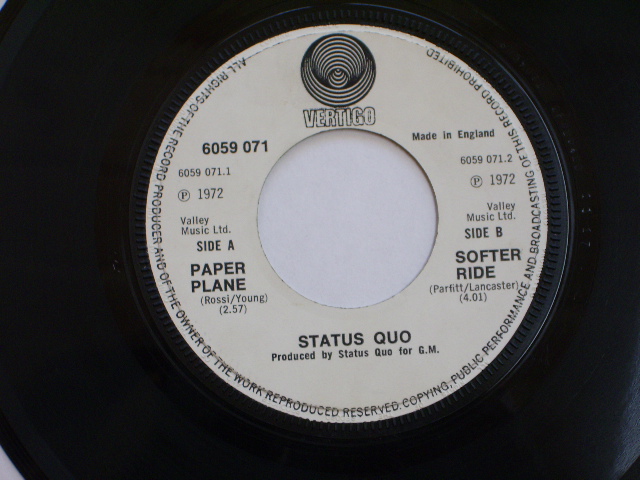 VERTIGO
6059 071
Made in England
6059 071.1
Ⓟ 1972
Valley
Music Ltd.
SIDE A
PAPER
PLANE
(Rossi/Young)
(2.57)
6059 071.2
Ⓟ 1972
Valley
Music Ltd.
SIDE B
SOFTER
RIDE
(Parfitt/Lancaster)
(4.01)
STATUS QUO
Produced by Status Quo for G.M.
ALL RIGHTS OF THE RECORD PRODUCER AND OF THE OWNER OF THE WORK REPRODUCED RESERVED. COPYING, PUBLIC PERFORMANCE AND BROADCASTING OF THIS RECORD PROHIBITED